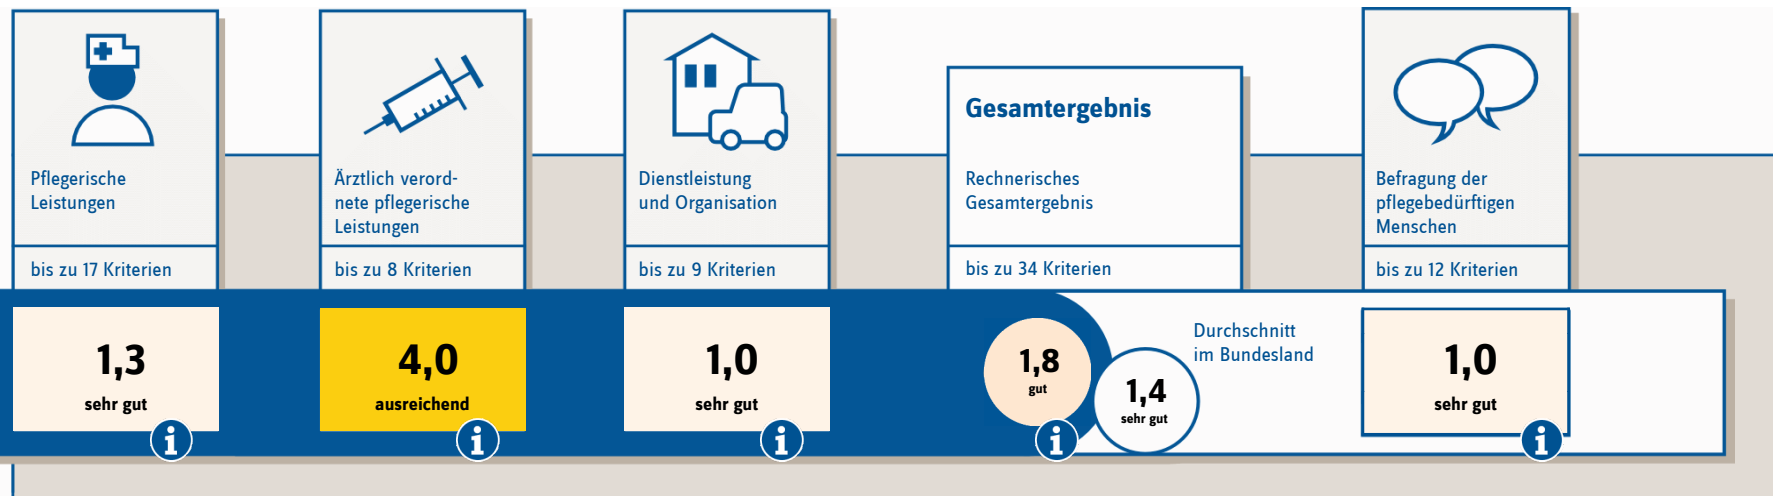 Pflegerische
Leistungen
bis zu 17 Kriterien
1,3
sehr gut
i
Ärztlich verord-
nete pflegerische
Leistungen
bis zu 8 Kriterien
4,0
ausreichend
i
Dienstleistung
und Organisation
bis zu 9 Kriterien
1,0
sehr gut
i
Gesamtergebnis
Rechnerisches
Gesamtergebnis
bis zu 34 Kriterien
1,8
gut
i
Durchschnitt
im Bundesland
1,4
sehr gut
Befragung der
pflegebedürftigen
Menschen
bis zu 12 Kriterien
1,0
sehr gut
i